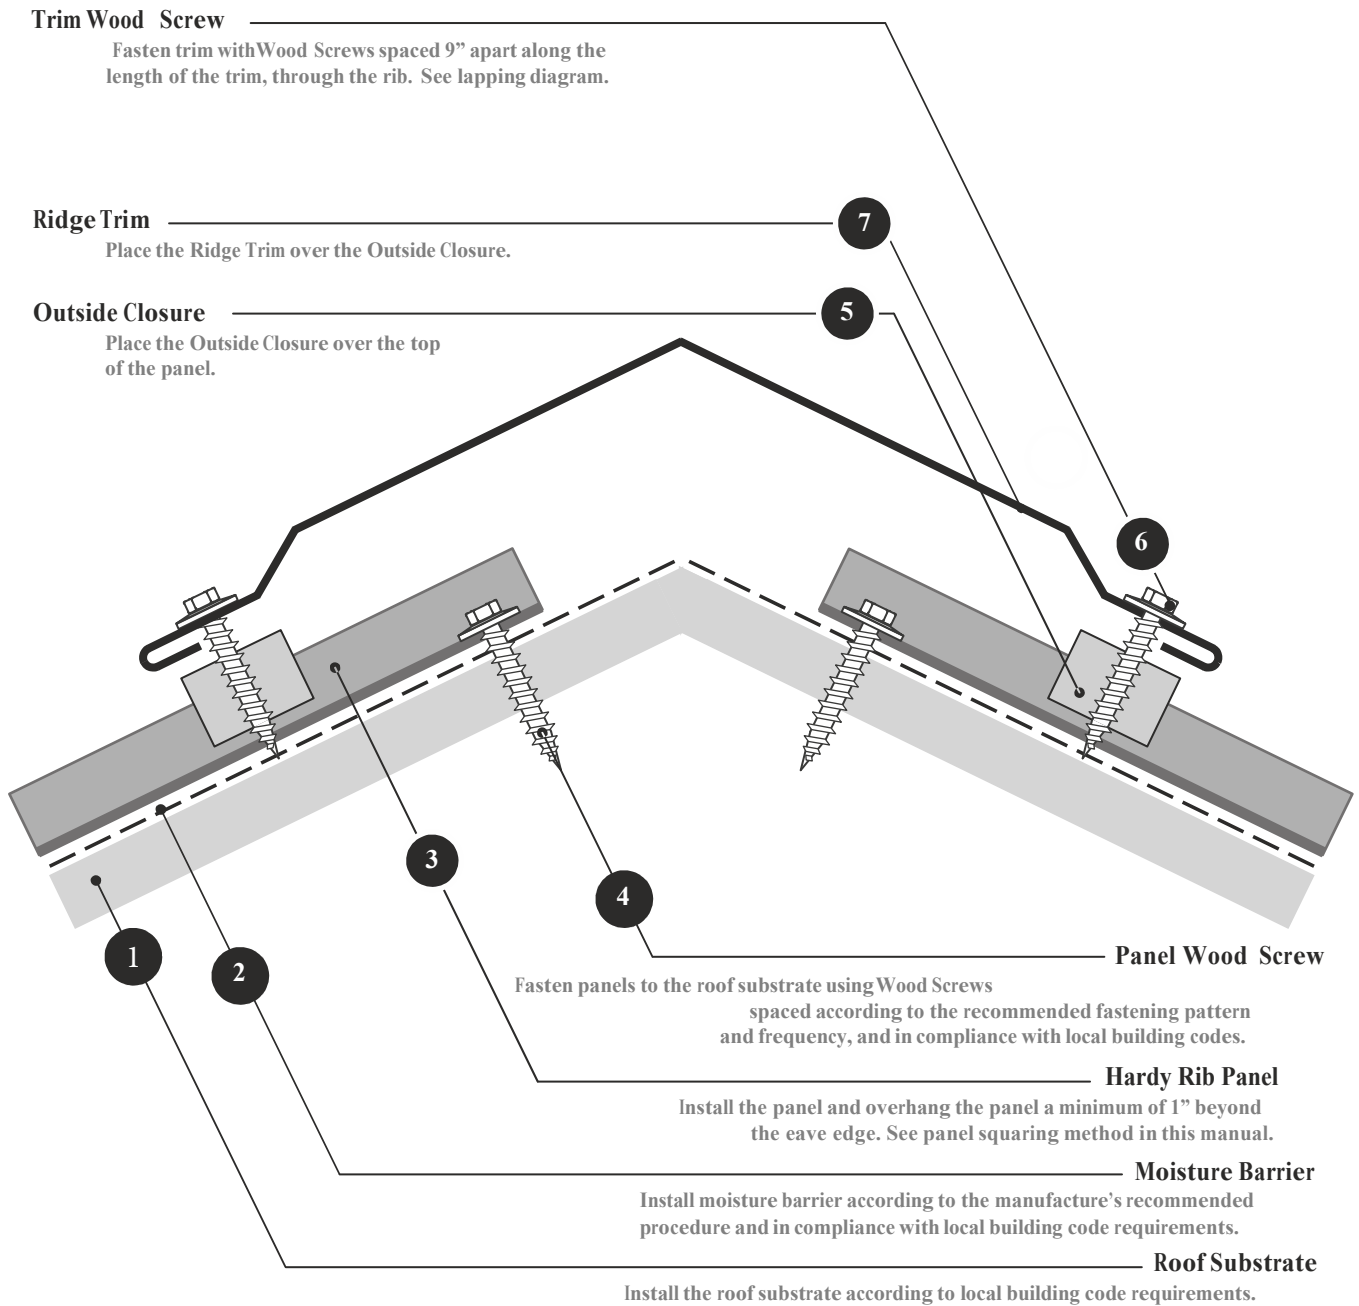 Trim Wood Screw
Fasten trim with Wood Screws spaced 9” apart along the
length of the trim, through the rib. See lapping diagram.
Ridge Trim
7
Place the Ridge Trim over the Outside Closure.
Outside Closure
5
Place the Outside Closure over the top
of the panel.
6
3
4
1
2
Panel Wood Screw
Fasten panels to the roof substrate using Wood Screws
spaced according to the recommended fastening pattern
and frequency, and in compliance with local building codes.
Hardy Rib Panel
Install the panel and overhang the panel a minimum of 1” beyond
the eave edge. See panel squaring method in this manual.
Moisture Barrier
Install moisture barrier according to the manufacture’s recommended
procedure and in compliance with local building code requirements.
Roof Substrate
Install the roof substrate according to local building code requirements.